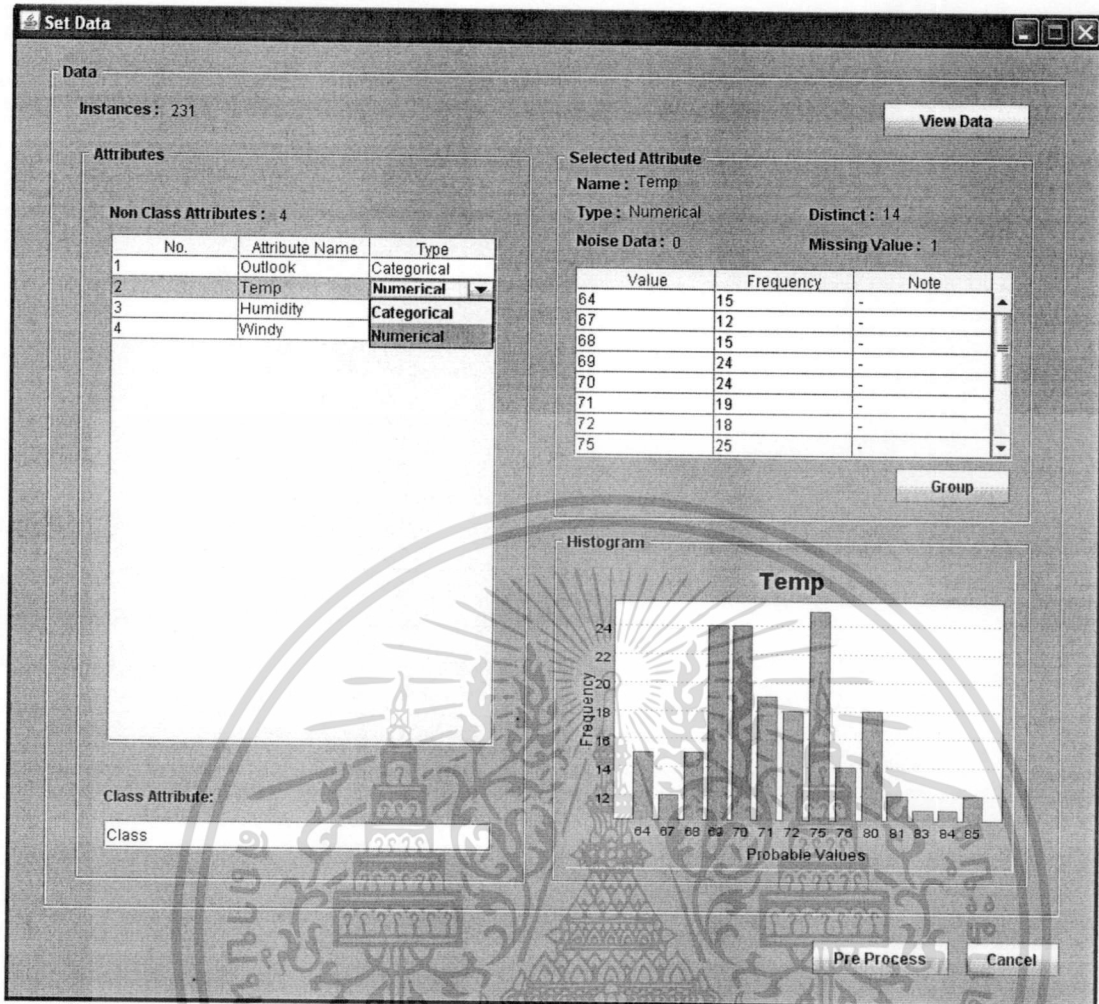 Set Data
Data
Instances : 231
View Data
Attributes
Non Class Attributes : 4
No. Attribute Name Type
1 Outlook Categorical
2 Temp Numerical
3 Humidity Categorical
4 Windy Numerical
Class Attribute:
Class
Selected Attribute
Name : Temp
Type : Numerical Distinct : 14
Noise Data : 0 Missing Value : 1
Value Frequency Note
64 15 -
67 12 -
68 15 -
69 24 -
70 24 -
71 19 -
72 18 -
75 25 -
Group
Histogram
Temp
Frequency
24
22
20
18
16
14
12
64 67 68 69 70 71 72 75 76 80 81 83 84 85
Probable Values
Pre Process Cancel